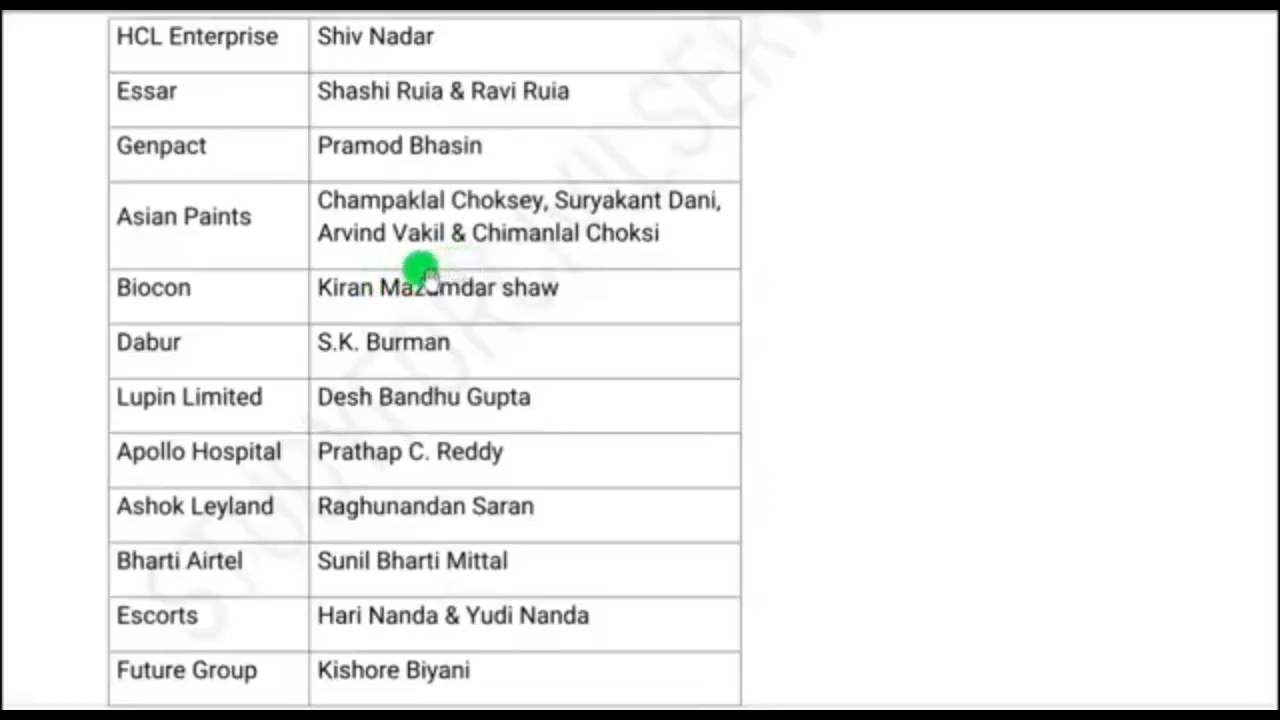 HCL Enterprise Shiv Nadar
Essar Shashi Ruia & Ravi Ruia
Genpact Pramod Bhasin
Asian Paints Champaklal Choksey, Suryakant Dani,
Arvind Vakil & Chimanlal Choksi
Biocon Kiran Mazumdar shaw
Dabur S.K. Burman
Lupin Limited Desh Bandhu Gupta
Apollo Hospital Prathap C. Reddy
Ashok Leyland Raghunandan Saran
Bharti Airtel Sunil Bharti Mittal
Escorts Hari Nanda & Yudi Nanda
Future Group Kishore Biyani